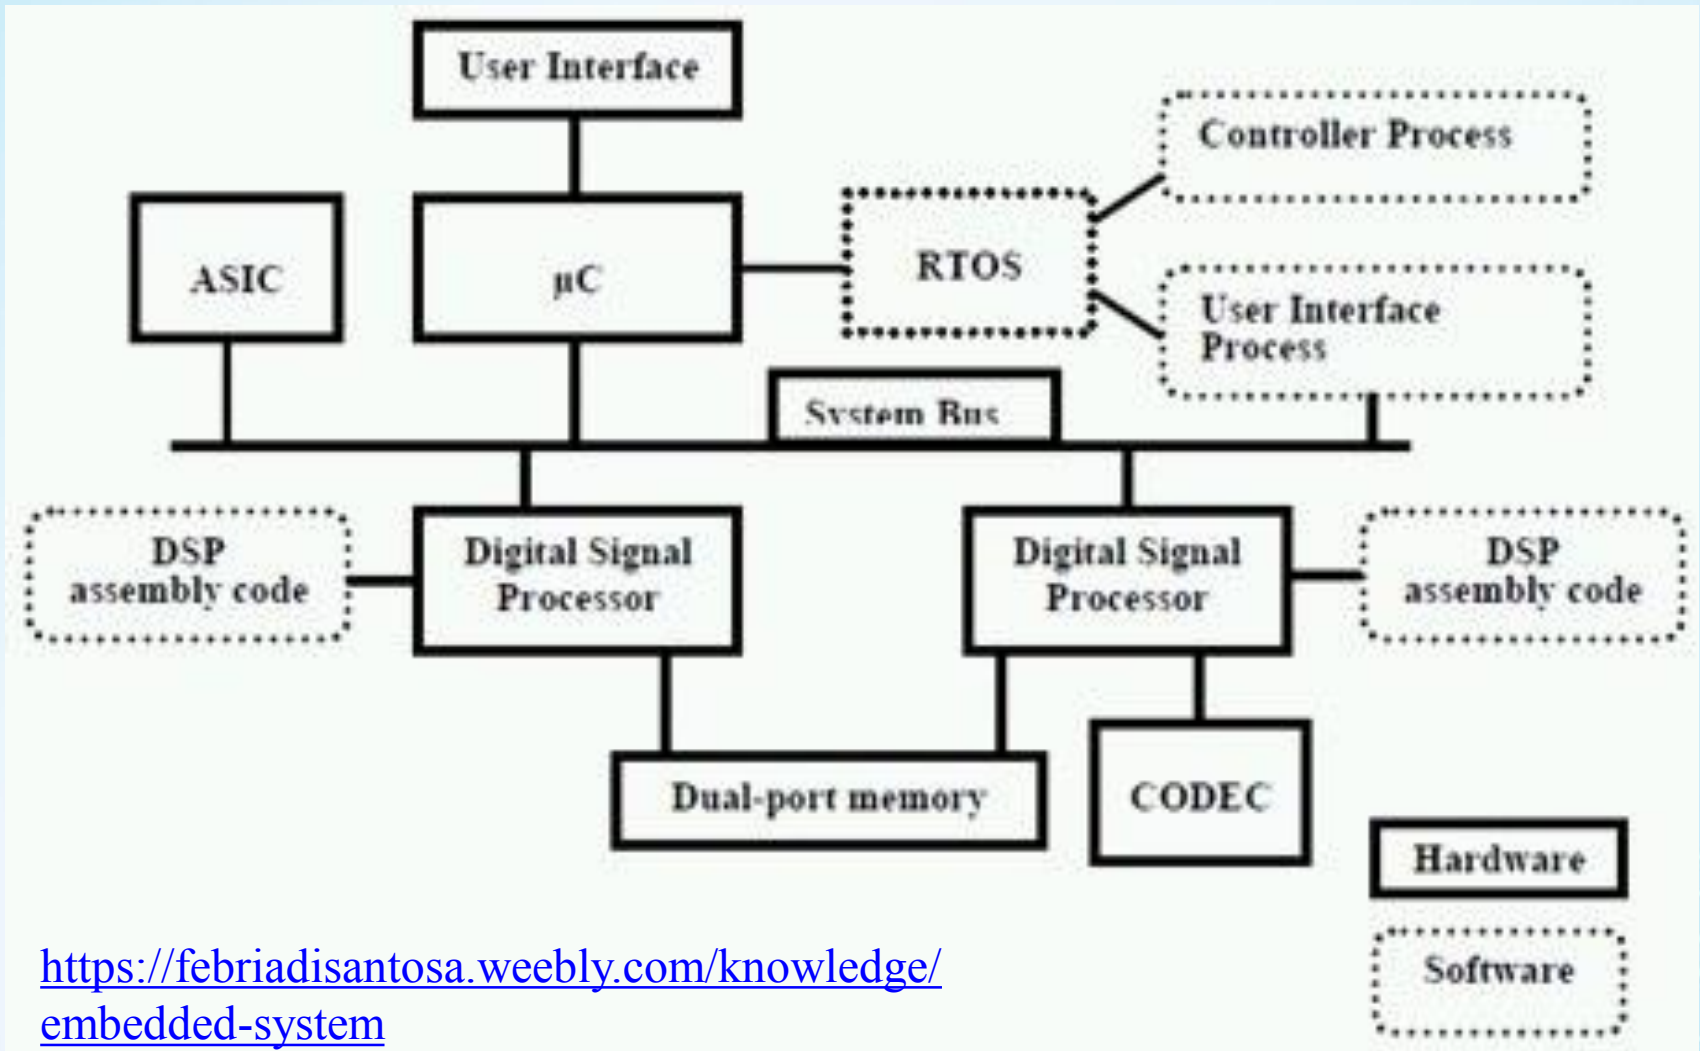 User Interface
Controller Process
ASIC
µC
RTOS
User Interface
Process
System Bus
DSP
assembly code
Digital Signal
Processor
Digital Signal
Processor
DSP
assembly code
Dual-port memory
CODEC
Hardware
Software
https://febriadisantosa.weebly.com/knowledge/
embedded-system